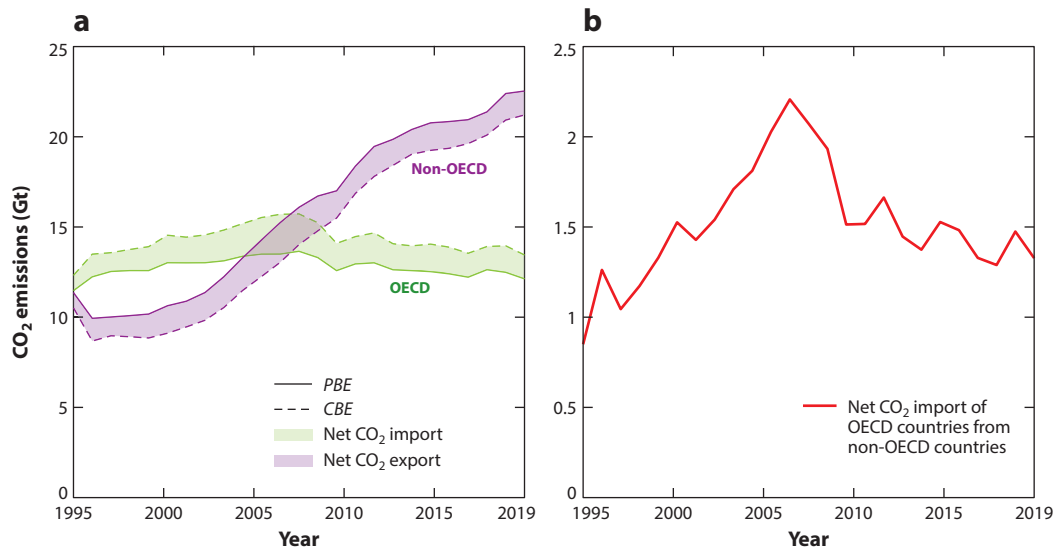 a
CO₂ emissions (Gt)
25
20
15
10
5
0
1995
2000
2005
2010
2015
2019
Year
Non-OECD
OECD
PBE
CBE
Net CO₂ import
Net CO₂ export
b
2.5
2
1.5
1
0.5
0
1995
2000
2005
2010
2015
2019
Year
Net CO₂ import of
OECD countries from
non-OECD countries